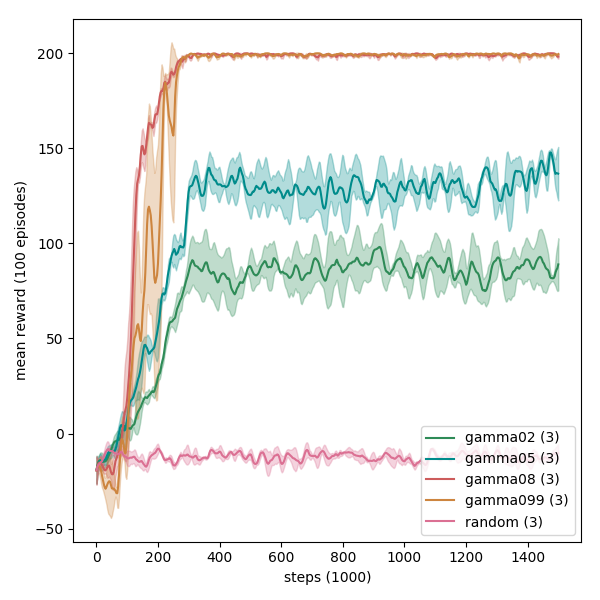 200
150
100
50
0
−50
mean reward (100 episodes)
gamma02 (3)
gamma05 (3)
gamma08 (3)
gamma099 (3)
random (3)
0 200 400 600 800 1000 1200 1400
steps (1000)